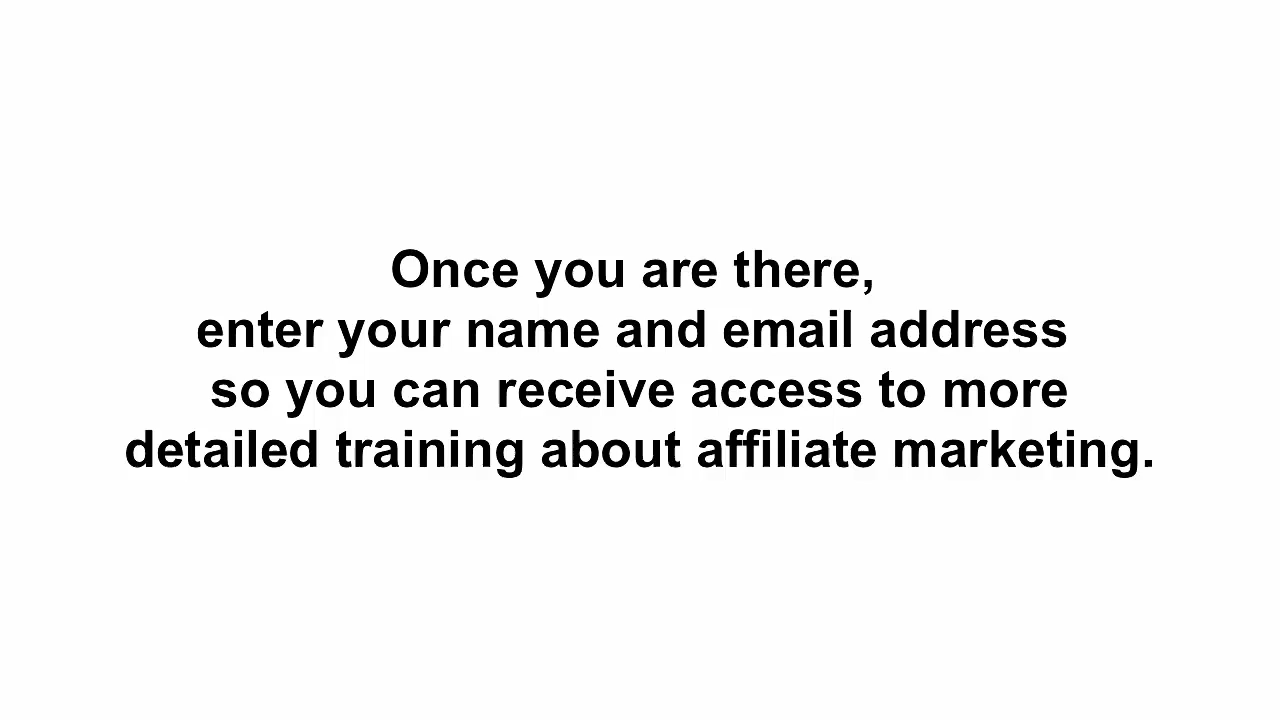 Once you are there,
enter your name and email address
so you can receive access to more
detailed training about affiliate marketing.